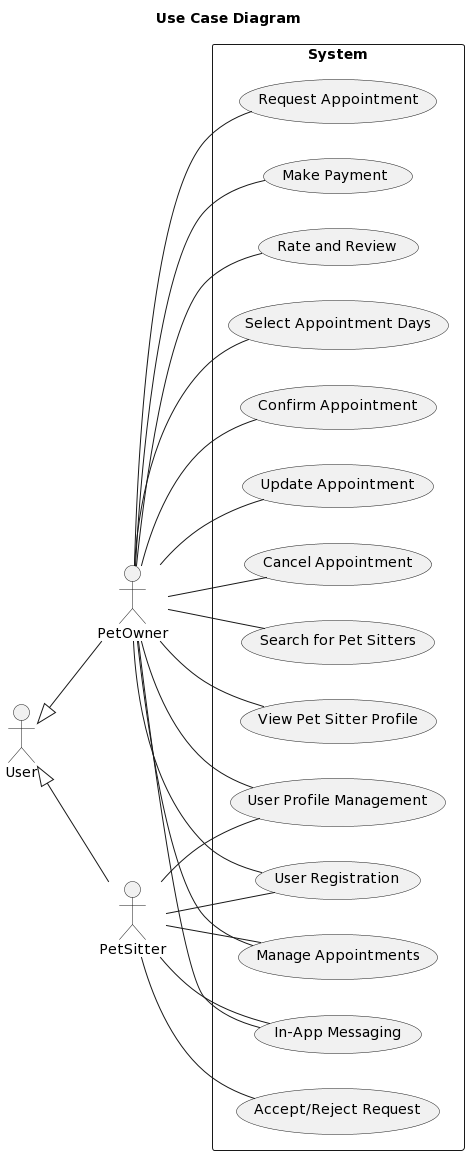 Use Case Diagram
System
Request Appointment
Make Payment
Rate and Review
Select Appointment Days
Confirm Appointment
Update Appointment
Cancel Appointment
PetOwner
Search for Pet Sitters
View Pet Sitter Profile
User
User Profile Management
User Registration
PetSitter
Manage Appointments
In-App Messaging
Accept/Reject Request